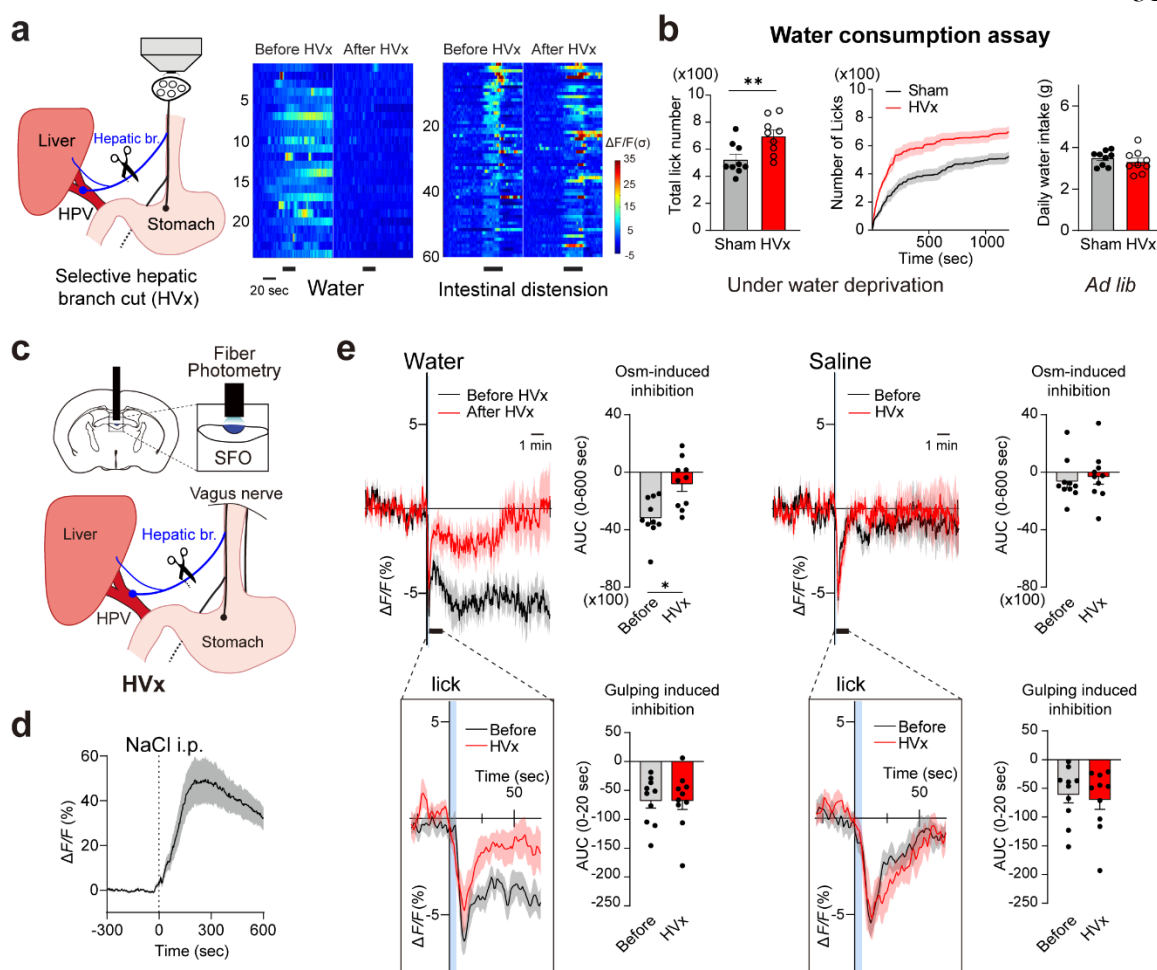 a
Before HVx After HVx
Before HVx After HVx
Liver
Hepatic br.
HPV
Stomach
Selective hepatic
branch cut (HVx)
5
10
15
20
20 sec
Water
20
40
60
Intestinal distension
ΔF/F(σ)
35
25
15
5
-5
b
Water consumption assay
(x100)
**
Total lick number
10
8
6
4
2
0
Sham HVx
(x100)
Number of Licks
10
8
6
4
2
0
Sham
HVx
500
1000
Time (sec)
Under water deprivation
Daily water intake (g)
6
4
2
0
Sham HVx
Ad lib
c
Fiber
Photometry
SFO
Vagus nerve
Liver
Hepatic br.
HPV
Stomach
HVx
d
NaCl i.p.
ΔF/F (%)
60
40
20
0
-300
0
300
600
Time (sec)
e
Water
Before HVx
After HVx
5
1 min
ΔF/F(%)
-5
Osm-induced
inhibition
AUC (0-600 sec)
40
0
-40
-80
(x100)
*
Before
HVx
Saline
Before
HVx
5
1 min
ΔF/F(%)
-5
Osm-induced
inhibition
AUC (0-600 sec)
40
0
-40
-80
(x100)
Before
HVx
lick
5
Before
HVx
Time (sec)
50
ΔF/F(%)
-5
Gulping induced
inhibition
AUC (0-20 sec)
50
0
-50
-100
-150
-200
-250
Before
HVx
lick
5
Before
HVx
Time (sec)
50
ΔF/F(%)
-5
Gulping induced
inhibition
AUC (0-20 sec)
50
0
-50
-100
-150
-200
-250
Before
HVx